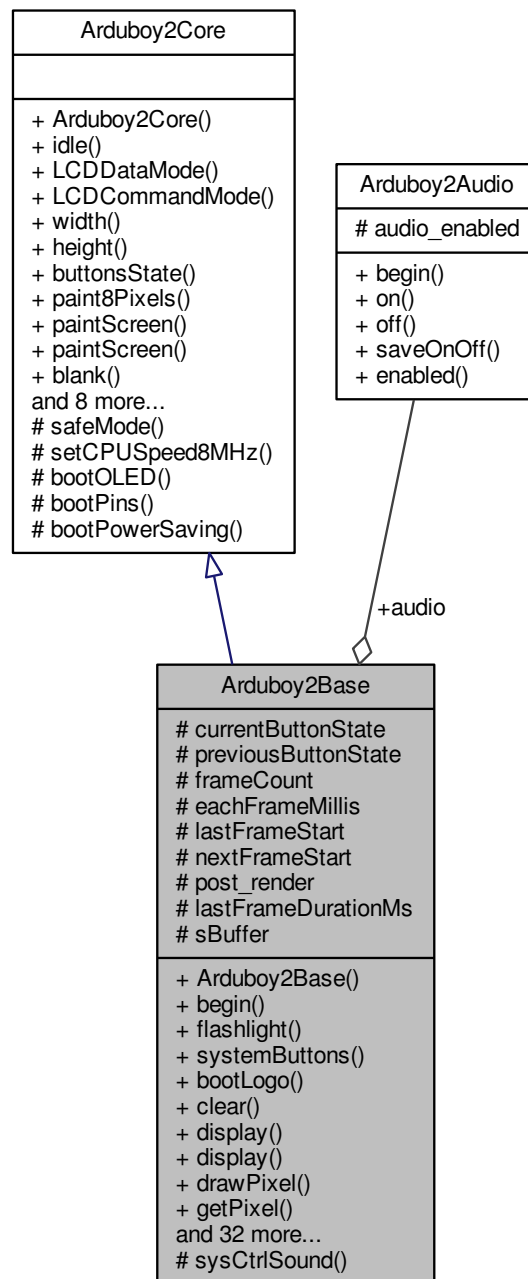 Arduboy2Core
+ Arduboy2Core()
+ idle()
+ LCDDataMode()
+ LCDCommandMode()
+ width()
+ height()
+ buttonsState()
+ paint8Pixels()
+ paintScreen()
+ paintScreen()
+ blank()
and 8 more...
# safeMode()
# setCPUSpeed8MHz()
# bootOLED()
# bootPins()
# bootPowerSaving()
Arduboy2Audio
# audio_enabled
+ begin()
+ on()
+ off()
+ saveOnOff()
+ enabled()
+audio
Arduboy2Base
# currentButtonState
# previousButtonState
# frameCount
# eachFrameMillis
# lastFrameStart
# nextFrameStart
# post_render
# lastFrameDurationMs
# sBuffer
+ Arduboy2Base()
+ begin()
+ flashlight()
+ systemButtons()
+ bootLogo()
+ clear()
+ display()
+ display()
+ drawPixel()
+ getPixel()
and 32 more...
# sysCtrlSound()